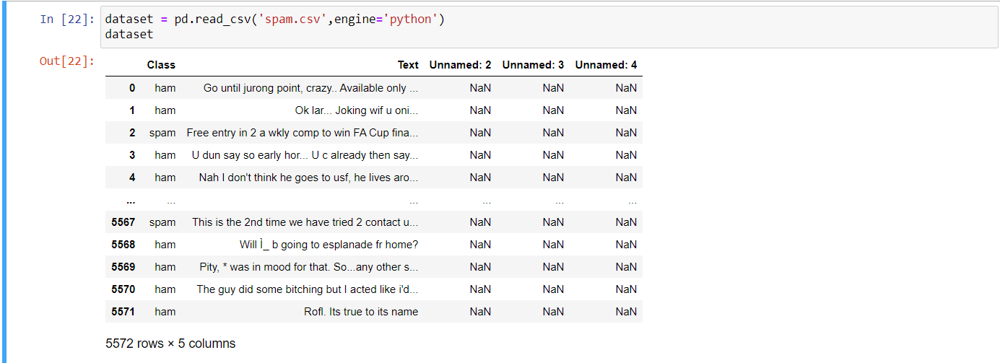 In [22]: dataset = pd.read_csv('spam.csv',engine='python')
dataset
Out[22]:
Class Text Unnamed: 2 Unnamed: 3 Unnamed: 4
0 ham Go until jurong point, crazy.. Available only ... NaN NaN NaN
1 ham Ok lar... Joking wif u oni... NaN NaN NaN
2 spam Free entry in 2 a wkly comp to win FA Cup fina... NaN NaN NaN
3 ham U dun say so early hor... U c already then say... NaN NaN NaN
4 ham Nah I don't think he goes to usf, he lives aro... NaN NaN NaN
... ... ... ... ... ...
5567 spam This is the 2nd time we have tried 2 contact u... NaN NaN NaN
5568 ham Will Ì_ b going to esplanade fr home? NaN NaN NaN
5569 ham Pity, * was in mood for that. So...any other s... NaN NaN NaN
5570 ham The guy did some bitching but I acted like i'd... NaN NaN NaN
5571 ham Rofl. Its true to its name NaN NaN NaN
5572 rows × 5 columns